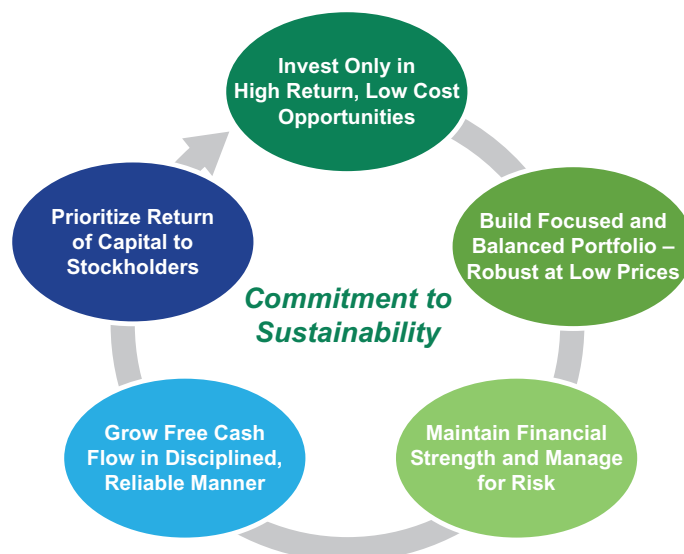 Invest Only in
High Return, Low Cost
Opportunities
Build Focused and
Balanced Portfolio –
Robust at Low Prices
Maintain Financial
Strength and Manage
for Risk
Grow Free Cash
Flow in Disciplined,
Reliable Manner
Prioritize Return
of Capital to
Stockholders
Commitment to
Sustainability